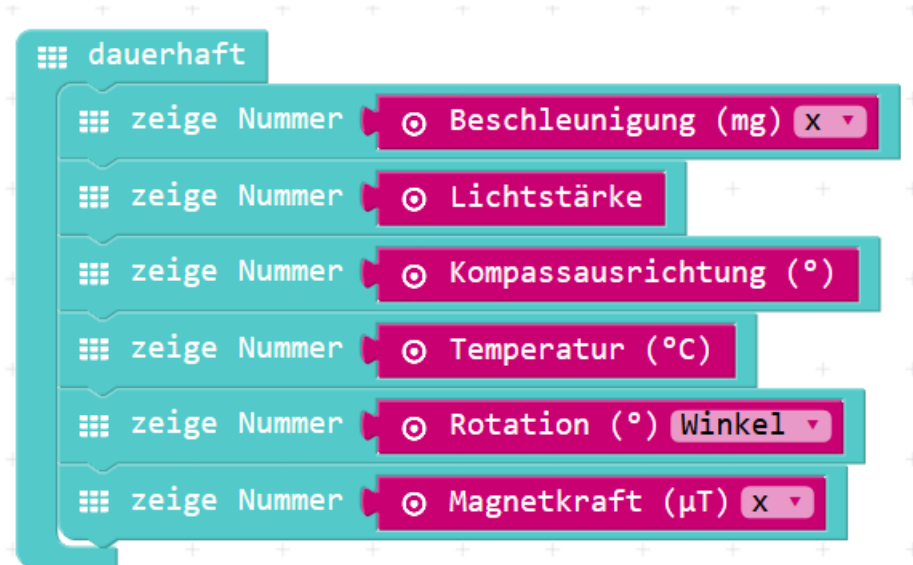 dauerhaft
zeige Nummer Beschleunigung (mg) x
zeige Nummer Lichtstärke
zeige Nummer Kompassausrichtung (°)
zeige Nummer Temperatur (°C)
zeige Nummer Rotation (°) Winkel
zeige Nummer Magnetkraft (µT) x